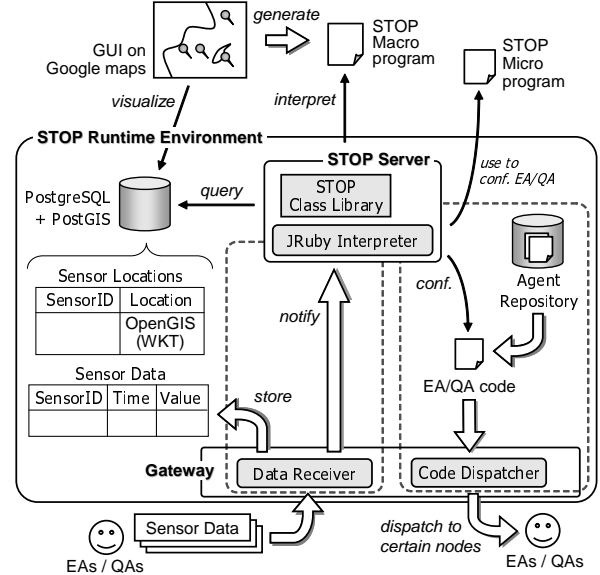 GUI on
Google maps
generate
STOP
Macro
program
STOP
Micro
program
visualize
interpret
STOP Runtime Environment
STOP Server
use to
conf. EA/QA
PostgreSQL
+ PostGIS
query
STOP
Class Library
JRuby Interpreter
Agent
Repository
Sensor Locations
SensorID Location
OpenGIS
(WKT)
notify
conf.
EA/QA code
Sensor Data
SensorID Time Value
store
Gateway
Data Receiver
Code Dispatcher
Sensor Data
EAs / QAs
dispatch to
certain nodes
EAs / QAs